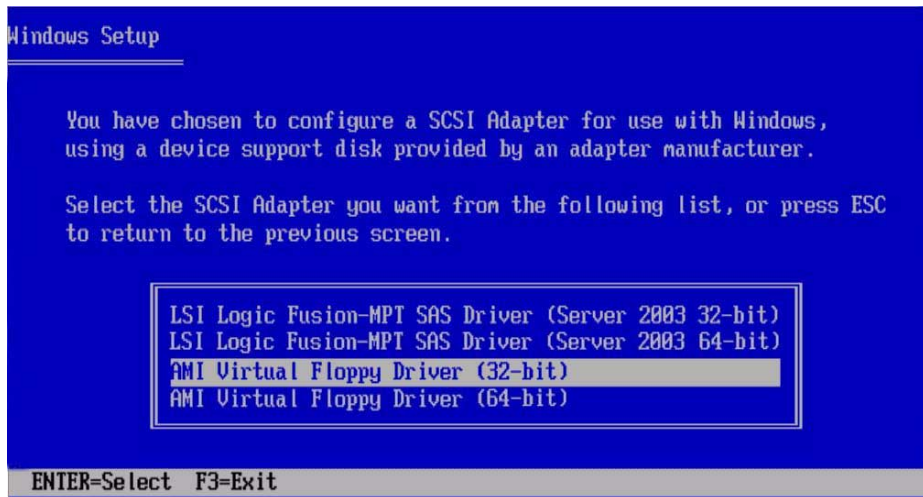 Windows Setup
You have chosen to configure a SCSI Adapter for use with Windows,
using a device support disk provided by an adapter manufacturer.
Select the SCSI Adapter you want from the following list, or press ESC
to return to the previous screen.
LSI Logic Fusion-MPT SAS Driver (Server 2003 32-bit)
LSI Logic Fusion-MPT SAS Driver (Server 2003 64-bit)
AMI Virtual Floppy Driver (32-bit)
AMI Virtual Floppy Driver (64-bit)
ENTER=Select F3=Exit